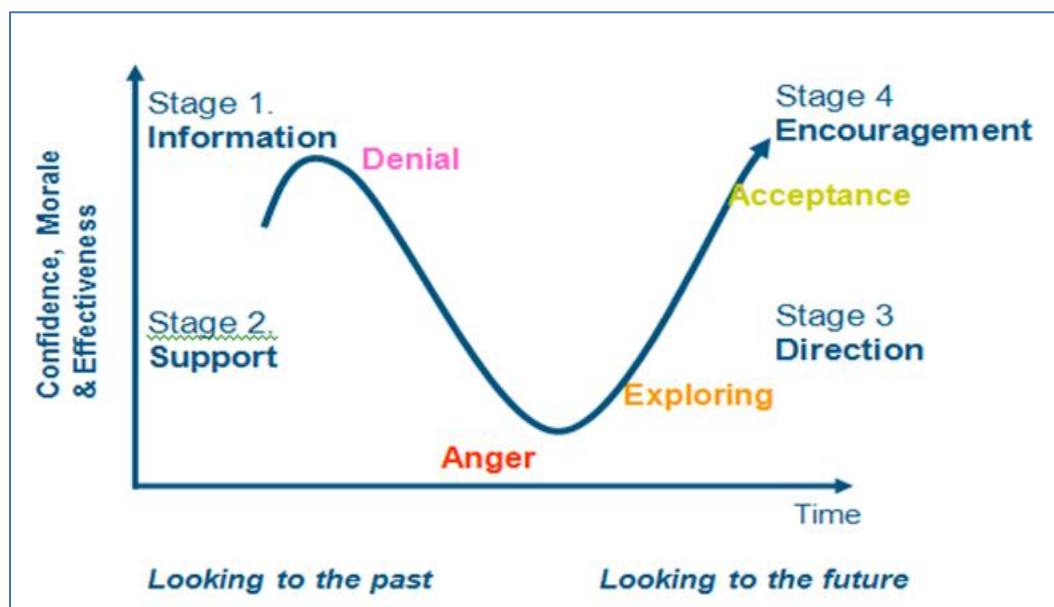 Stage 1.
Information
Denial
Stage 4
Encouragement
Acceptance
Confidence, Morale
& Effectiveness
Stage 2.
Support
Stage 3
Direction
Exploring
Anger
Time
Looking to the past
Looking to the future